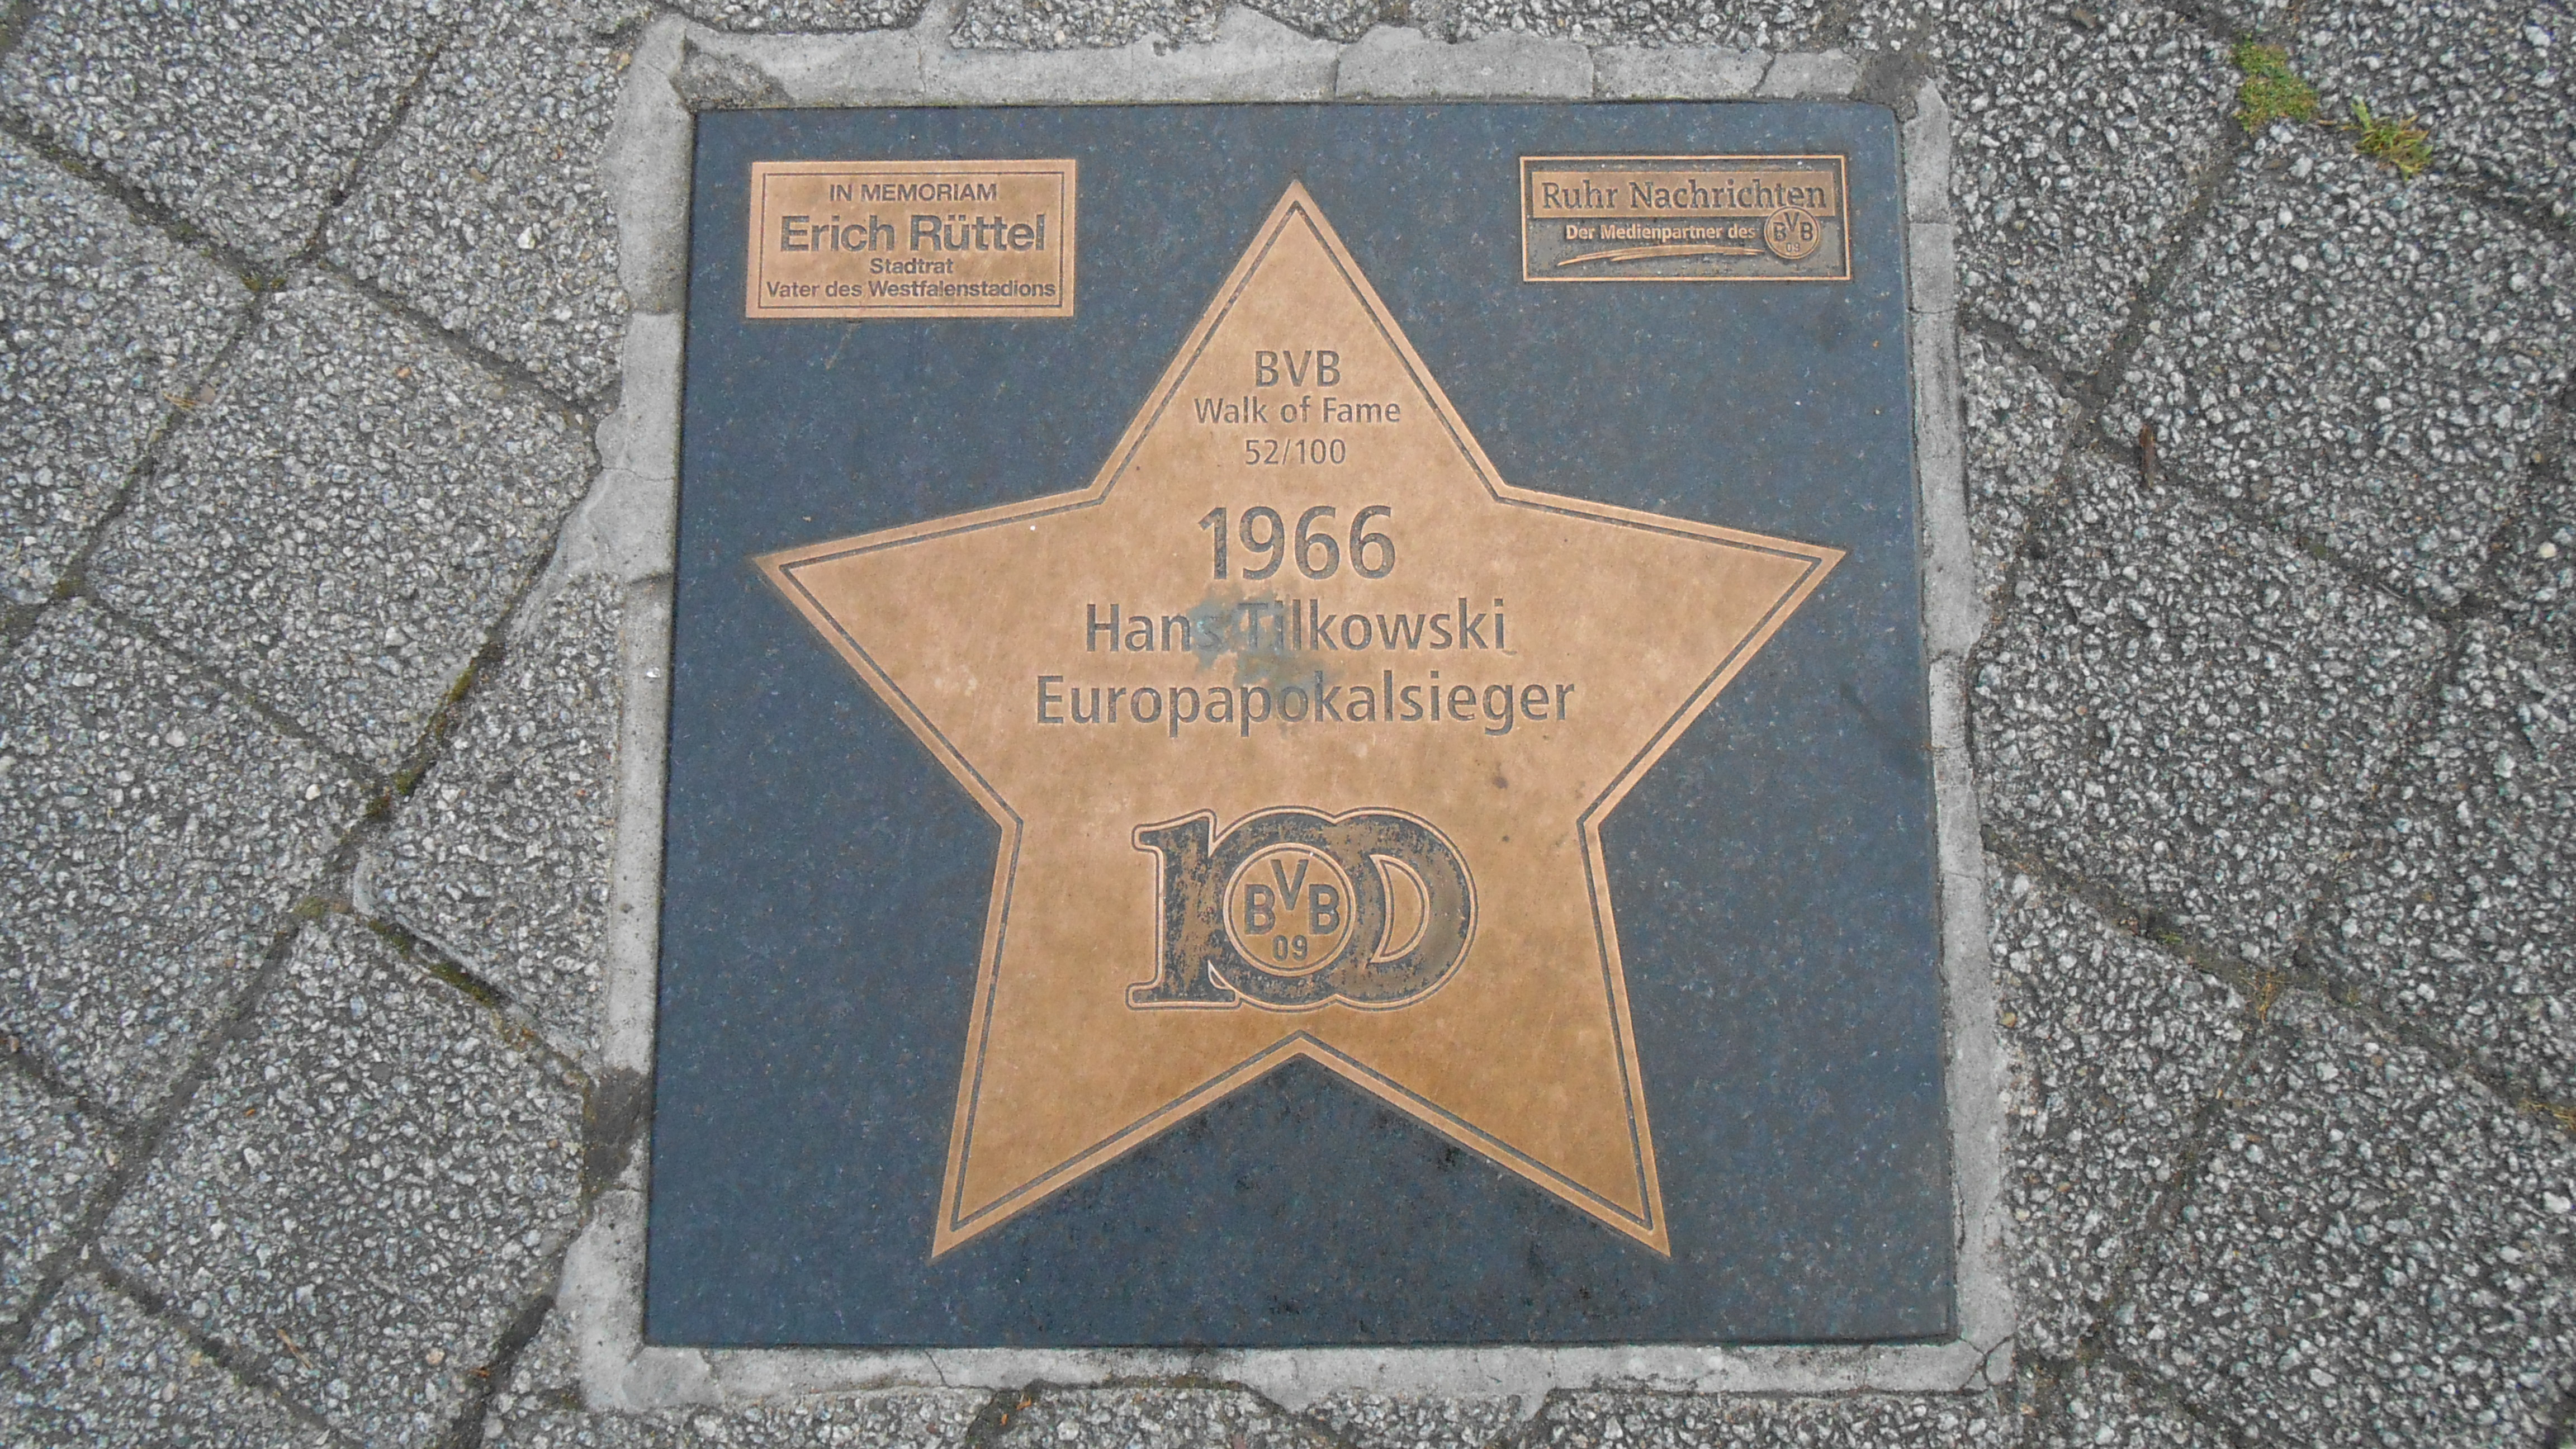 IN MEMORIAM
Erich Rüttel
Stadtrat
Vater des Westfalenstadions
Ruhr Nachrichten
Der Medienpartner des BVB 09
BVB
Walk of Fame
52/100
1966
Hans Tilkowski
Europapokalsieger
100
BVB
09